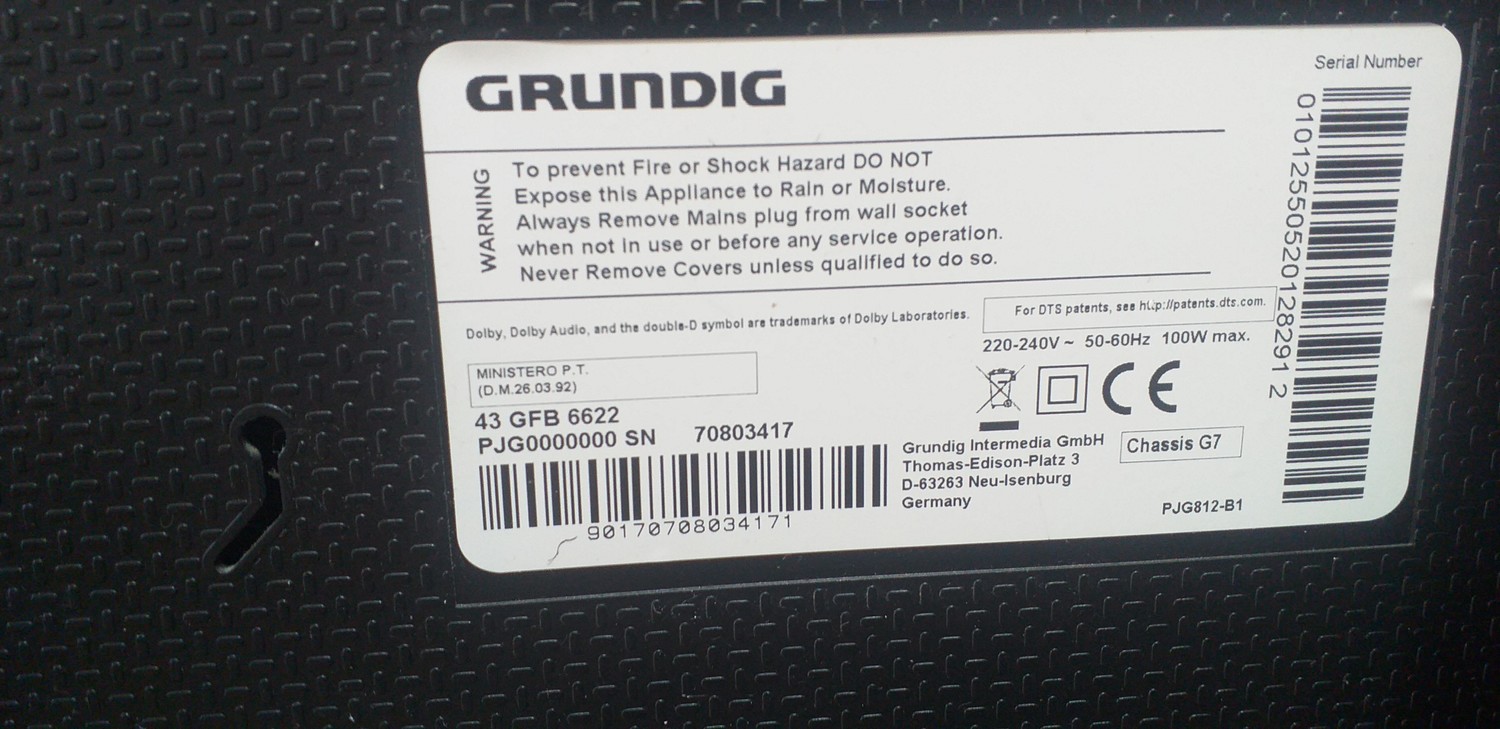 GRUNDIG
Serial Number
WARNING
To prevent Fire or Shock Hazard DO NOT
Expose this Appliance to Rain or Moisture.
Always Remove Mains plug from wall socket
when not in use or before any service operation.
Never Remove Covers unless qualified to do so.
Dolby, Dolby Audio, and the double-D symbol are trademarks of Dolby Laboratories.
For DTS patents, see http://patents.dts.com.
220-240V ~ 50-60Hz 100W max.
MINISTERO P.T.
(D.M.26.03.92)
43 GFB 6622
PJG0000000 SN 70803417
90170708034171
CE
Grundig Intermedia GmbH
Thomas-Edison-Platz 3
D-63263 Neu-Isenburg
Germany
Chassis G7
PJG812-B1
010125505201282912